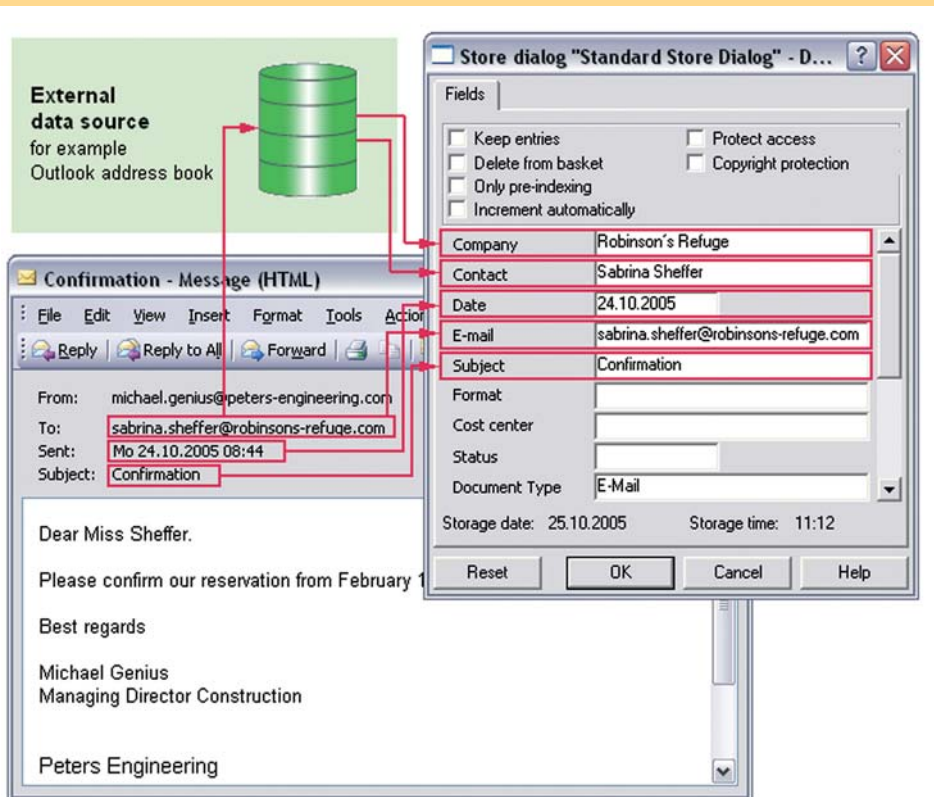 External
data source
for example
Outlook address book
Store dialog "Standard Store Dialog" - D...
Fields
Keep entries
Protect access
Delete from basket
Copyright protection
Only pre-indexing
Increment automatically
Company Robinson´s Refuge
Contact Sabrina Sheffer
Date 24.10.2005
E-mail sabrina.sheffer@robinsons-refuge.com
Subject Confirmation
Format
Cost center
Status
Document Type E-Mail
Storage date: 25.10.2005 Storage time: 11:12
Reset OK Cancel Help
Confirmation - Message (HTML)
File Edit View Insert Format Tools Action
Reply Reply to All Forward
From: michael.genius@peters-engineering.com
To: sabrina.sheffer@robinsons-refuge.com
Sent: Mo 24.10.2005 08:44
Subject: Confirmation
Dear Miss Sheffer.
Please confirm our reservation from February 1
Best regards
Michael Genius
Managing Director Construction
Peters Engineering